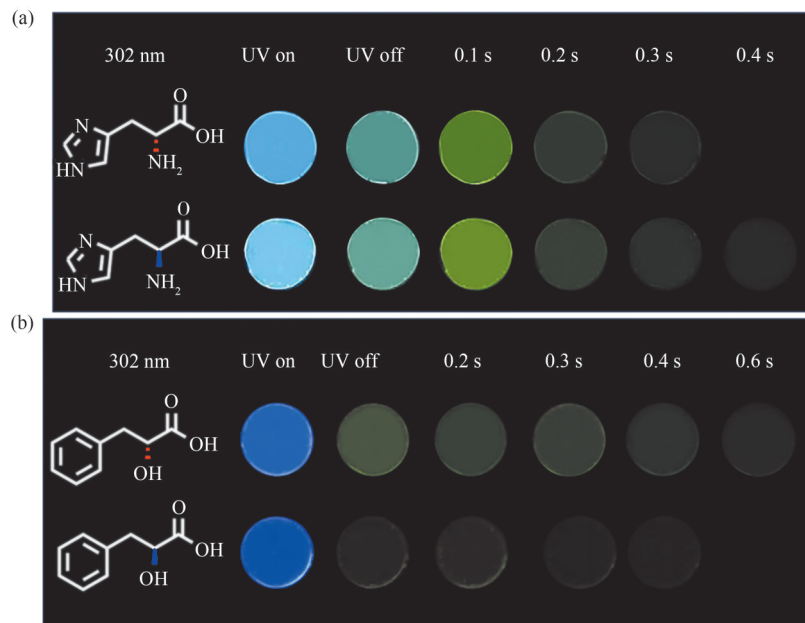 (a)
302 nm UV on UV off 0.1 s 0.2 s 0.3 s 0.4 s
O
N
OH
HN
NH₂
O
N
OH
HN
NH₂
(b)
302 nm UV on UV off 0.2 s 0.3 s 0.4 s 0.6 s
O
OH
OH
O
OH
OH